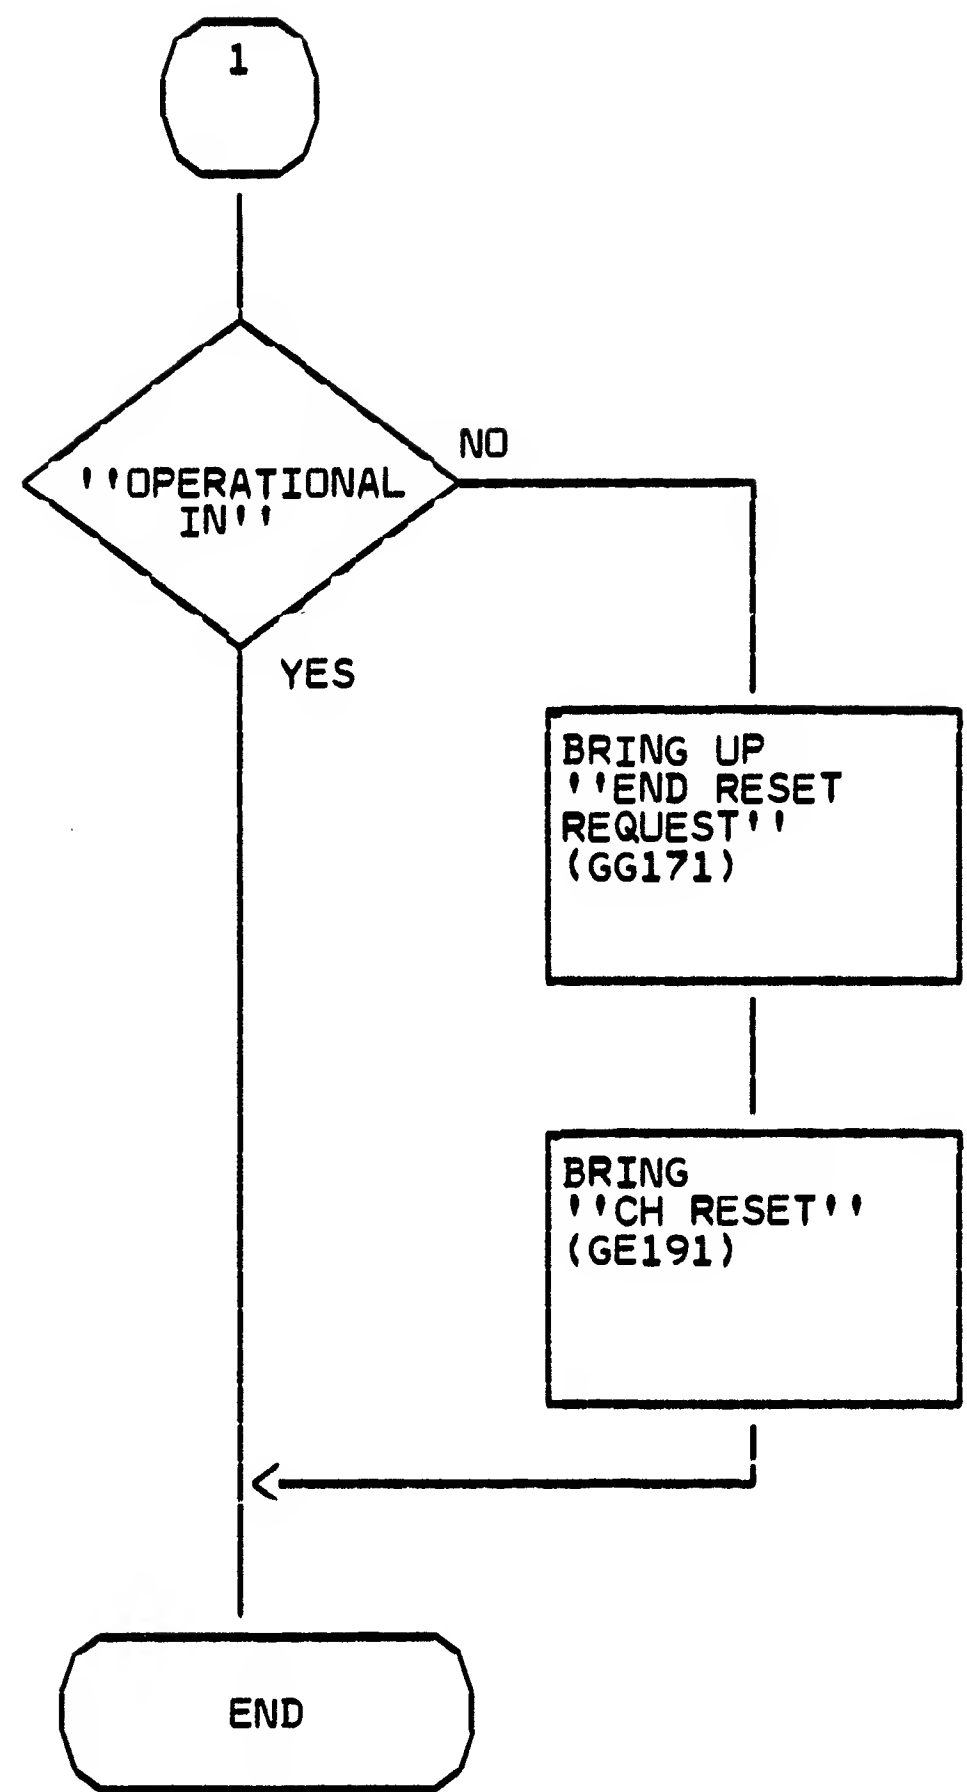 1
NO
''OPERATIONAL
IN''
YES
BRING UP
''END RESET
REQUEST''
(GG171)
BRING
''CH RESET''
(GE191)
END